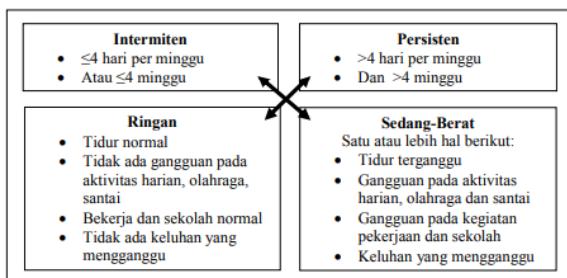 Intermiten
• ≤4 hari per minggu
• Atau ≤4 minggu
Persisten
• >4 hari per minggu
• Dan >4 minggu
Ringan
• Tidur normal
• Tidak ada gangguan pada
aktivitas harian, olahraga,
santai
• Bekerja dan sekolah normal
• Tidak ada keluhan yang
mengganggu
Sedang-Berat
Satu atau lebih hal berikut:
• Tidur terganggu
• Gangguan pada aktivitas
harian, olahraga dan santai
• Gangguan pada kegiatan
pekerjaan dan sekolah
• Keluhan yang mengganggu